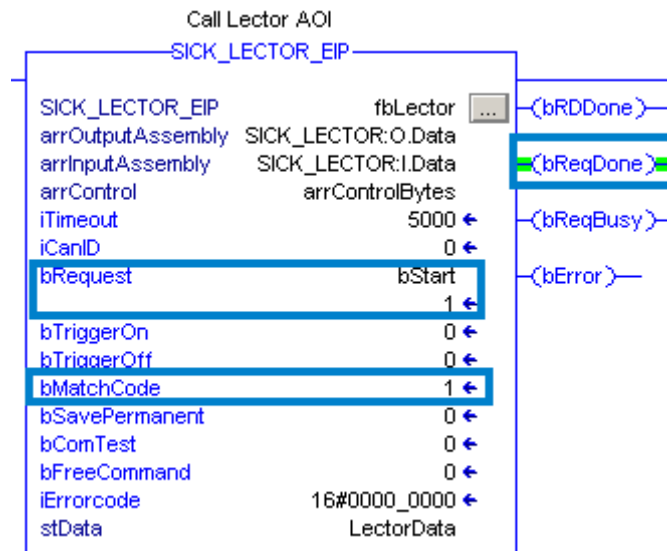 Call Lector AOI
SICK_LECTOR_EIP
SICK_LECTOR_EIP fbLector ... (bRDDone)
arrOutputAssembly SICK_LECTOR:O.Data
arrInputAssembly SICK_LECTOR:I.Data (bReqDone)
arrControl arrControlBytes
iTimeout 5000 (bReqBusy)
iCanID 0
bRequest bStart (bError)
1
bTriggerOn 0
bTriggerOff 0
bMatchCode 1
bSavePermanent 0
bComTest 0
bFreeCommand 0
iErrorcode 16#0000_0000
stData LectorData